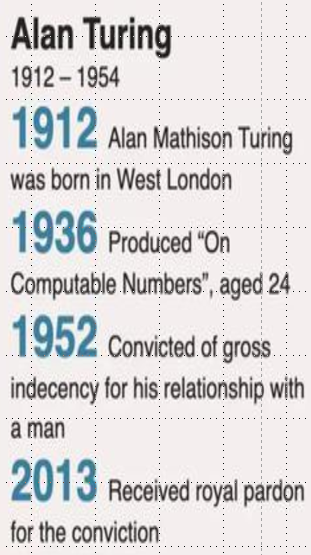 Alan Turing
1912 – 1954
1912 Alan Mathison Turing
was born in West London
1936 Produced “On
Computable Numbers”, aged 24
1952 Convicted of gross
indecency for his relationship with
a man
2013 Received royal pardon
for the conviction